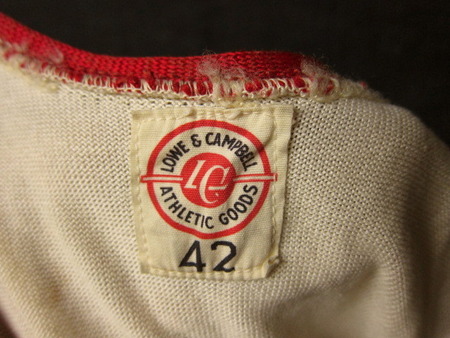 LOWE & CAMPBELL
LC
ATHLETIC GOODS
42